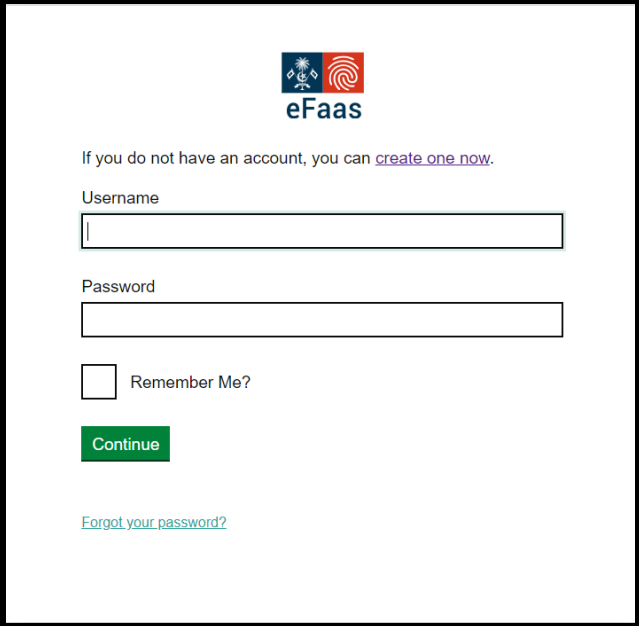 eFaas
If you do not have an account, you can create one now.
Username
Password
Remember Me?
Continue
Forgot your password?